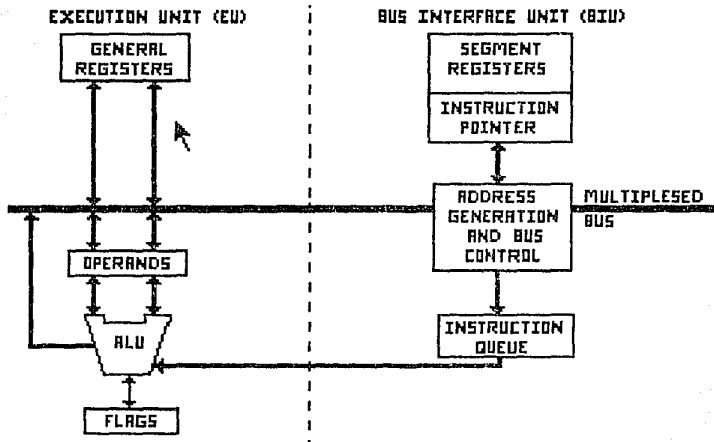 EXECUTION UNIT (EU)
BUS INTERFACE UNIT (BIU)
GENERAL
REGISTERS
SEGMENT
REGISTERS
INSTRUCTION
POINTER
ADDRESS
GENERATION
AND BUS
CONTROL
MULTIPLESED
BUS
OPERANDS
ALU
INSTRUCTION
QUEUE
FLAGS